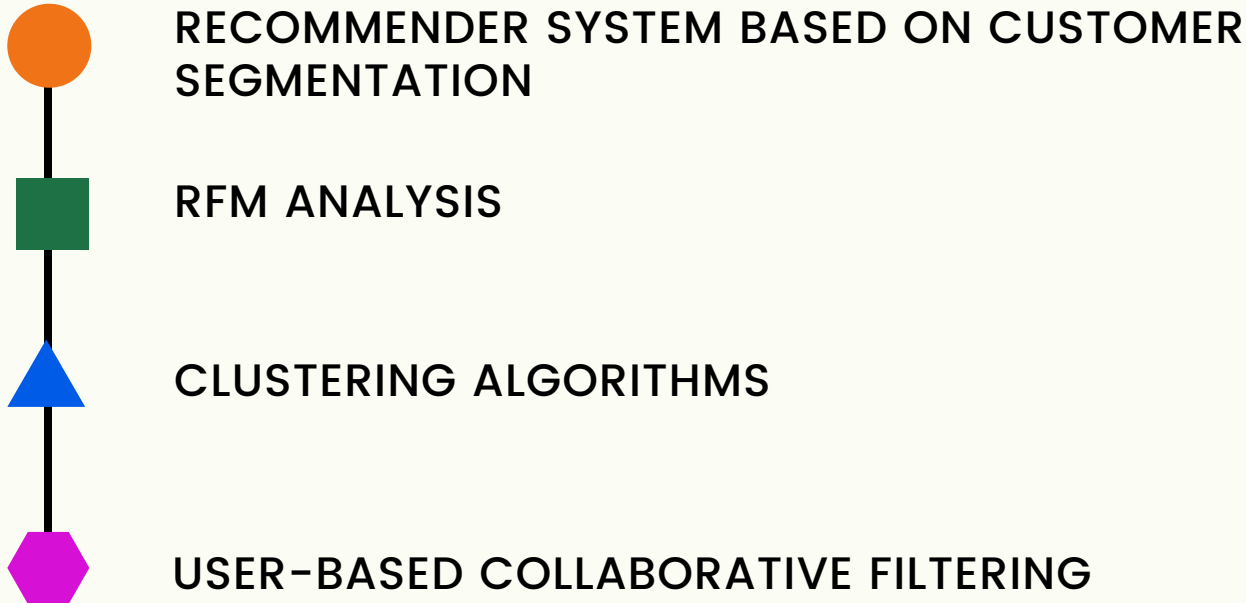 RECOMMENDER SYSTEM BASED ON CUSTOMER
SEGMENTATION
RFM ANALYSIS
CLUSTERING ALGORITHMS
USER-BASED COLLABORATIVE FILTERING